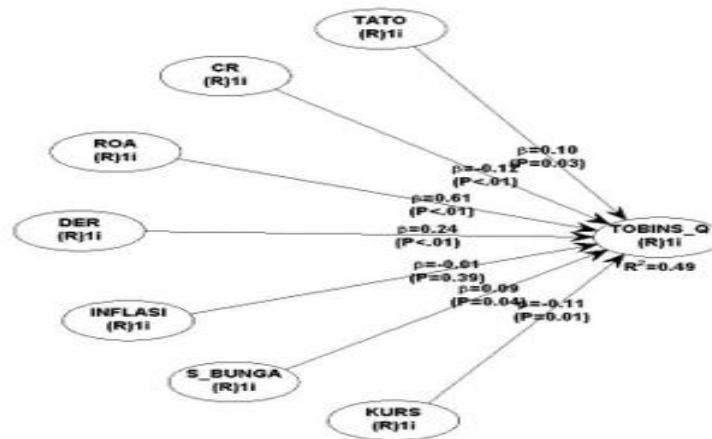 TATO
(R)1i
CR
(R)1i
ROA
(R)1i
DER
(R)1i
INFLASI
(R)1i
S_BUNGA
(R)1i
KURS
(R)1i
β=0.10
(P=0.03)
β=-0.12
(P<.01)
β=0.61
(P<.01)
β=0.24
(P<.01)
β=-0.01
(P=0.39)
β=0.09
(P=0.04)
β=-0.11
(P=0.01)
TOBINS_Q
(R)1i
R²=0.49